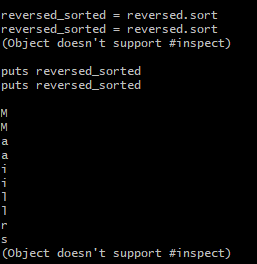 reversed_sorted = reversed.sort
reversed_sorted = reversed.sort
(Object doesn't support #inspect)
puts reversed_sorted
puts reversed_sorted
M
M
a
a
i
i
l
l
r
s
(Object doesn't support #inspect)